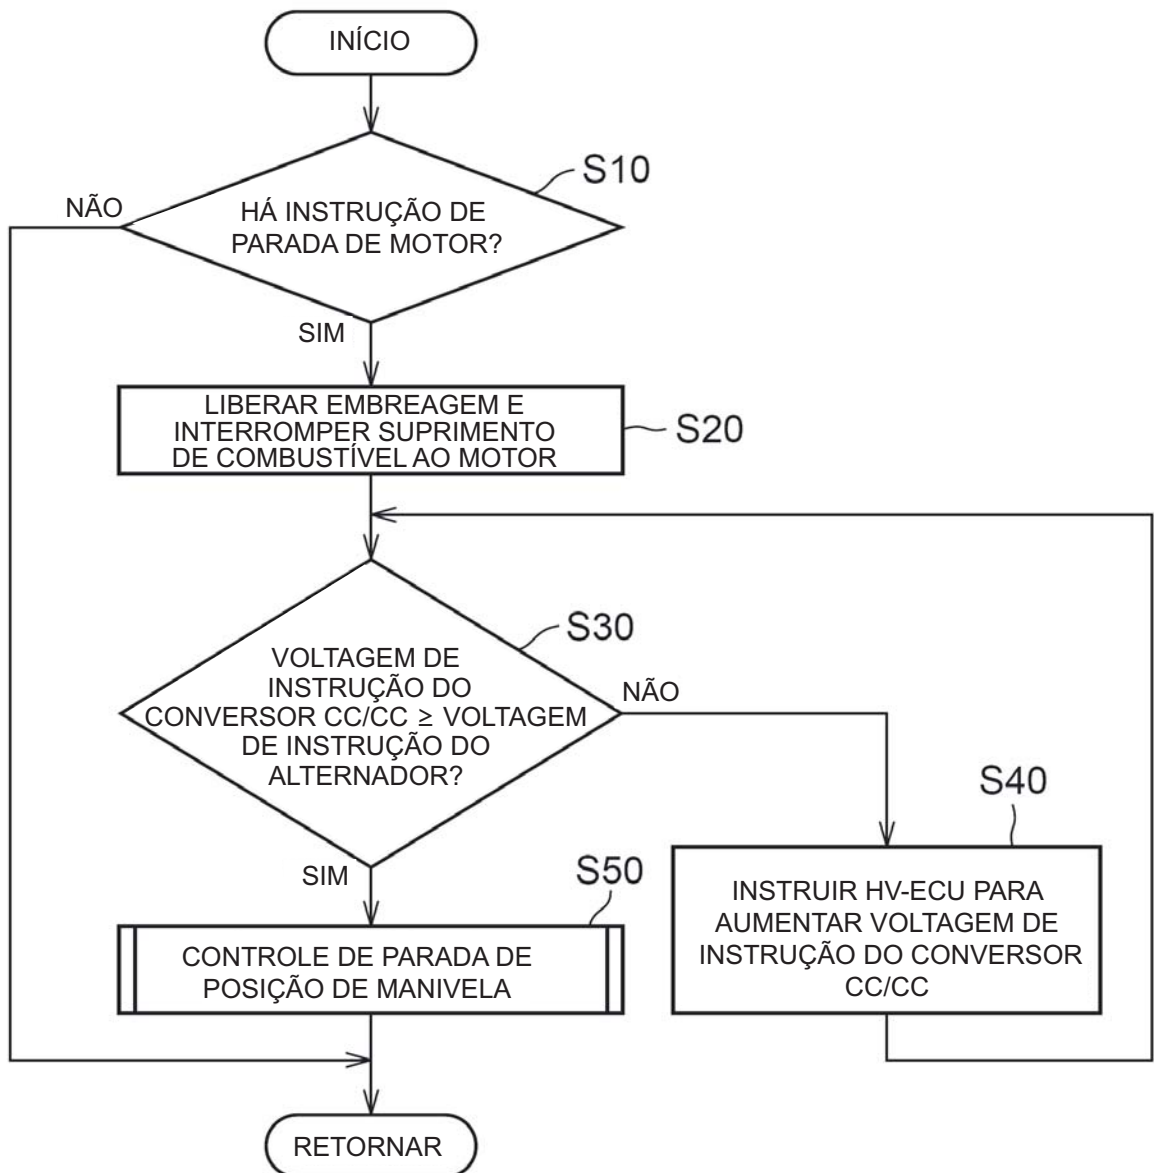 INÍCIO
S10
NÃO
HÁ INSTRUÇÃO DE
PARADA DE MOTOR?
SIM
LIBERAR EMBREAGEM E
INTERROMPER SUPRIMENTO
DE COMBUSTÍVEL AO MOTOR
S20
S30
VOLTAGEM DE
INSTRUÇÃO DO
CONVERSOR CC/CC ≥ VOLTAGEM
DE INSTRUÇÃO DO
ALTERNADOR?
NÃO
SIM
S40
INSTRUIR HV-ECU PARA
AUMENTAR VOLTAGEM DE
INSTRUÇÃO DO CONVERSOR
CC/CC
S50
CONTROLE DE PARADA DE
POSIÇÃO DE MANIVELA
RETORNAR